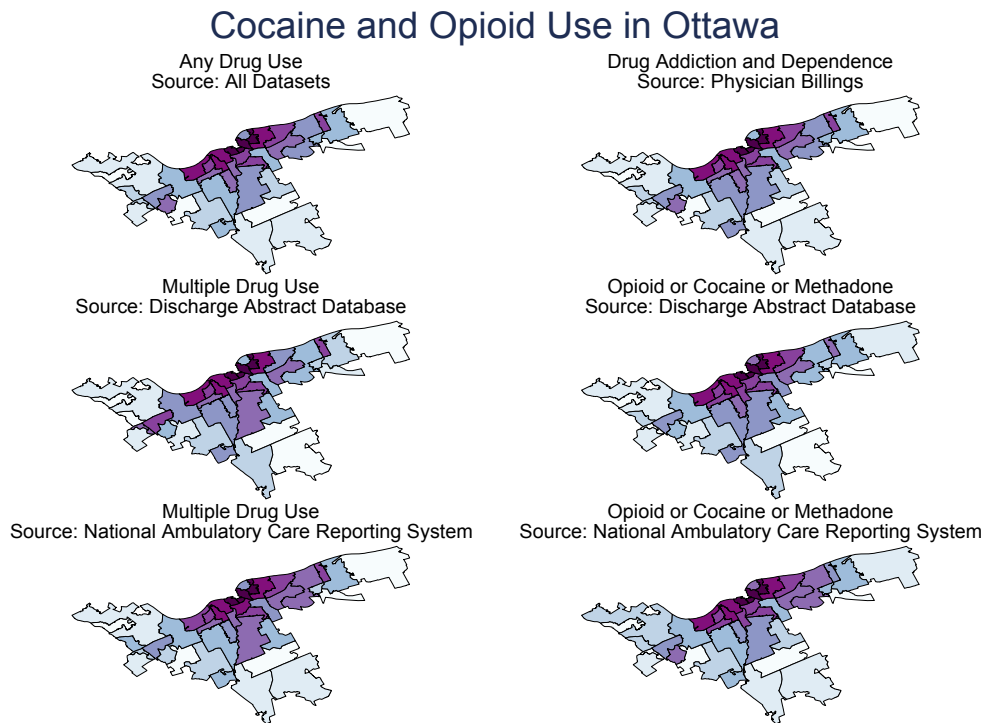 Cocaine and Opioid Use in Ottawa
Any Drug Use
Source: All Datasets
Drug Addiction and Dependence
Source: Physician Billings
Multiple Drug Use
Source: Discharge Abstract Database
Opioid or Cocaine or Methadone
Source: Discharge Abstract Database
Multiple Drug Use
Source: National Ambulatory Care Reporting System
Opioid or Cocaine or Methadone
Source: National Ambulatory Care Reporting System